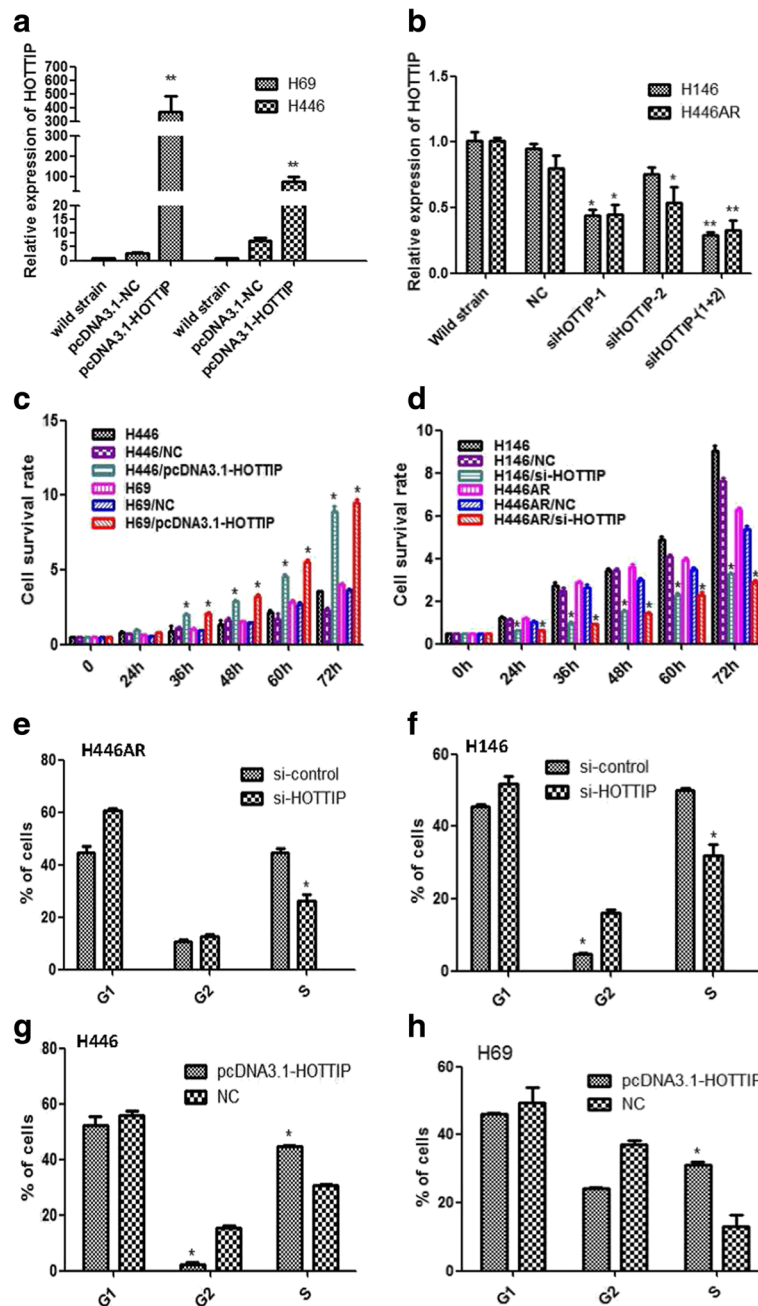 a
Relative expression of HOTTIP
700
600
500
400
300
300
200
100
20
15
10
5
0
**
**
H69
H446
wild strain
pcDNA3.1-NC
pcDNA3.1-HOTTIP
wild strain
pcDNA3.1-NC
pcDNA3.1-HOTTIP
b
Relative expression of HOTTIP
1.5
1.0
0.5
0.0
H146
H446AR
* * * ** **
Wild strain
NC
siHOTTIP-1
siHOTTIP-2
siHOTTIP-(1+2)
c
Cell survival rate
15
10
5
0
H446
H446/NC
H446/pcDNA3.1-HOTTIP
H69
H69/NC
H69/pcDNA3.1-HOTTIP
* * * * * * * *
0
24h
36h
48h
60h
72h
d
Cell survival rate
10
8
6
4
2
0
H146
H146/NC
H146/si-HOTTIP
H446AR
H446AR/NC
H446AR/si-HOTTIP
* * * * * * * * * *
0h
24h
36h
48h
60h
72h
e
H446AR
% of cells
80
60
40
20
0
si-control
si-HOTTIP
*
G1
G2
S
f
H146
% of cells
60
40
20
0
si-control
si-HOTTIP
*
*
G1
G2
S
g
H446
% of cells
80
60
40
20
0
pcDNA3.1-HOTTIP
NC
*
*
G1
G2
S
h
H69
% of cells
60
40
20
0
pcDNA3.1-HOTTIP
NC
*
G1
G2
S